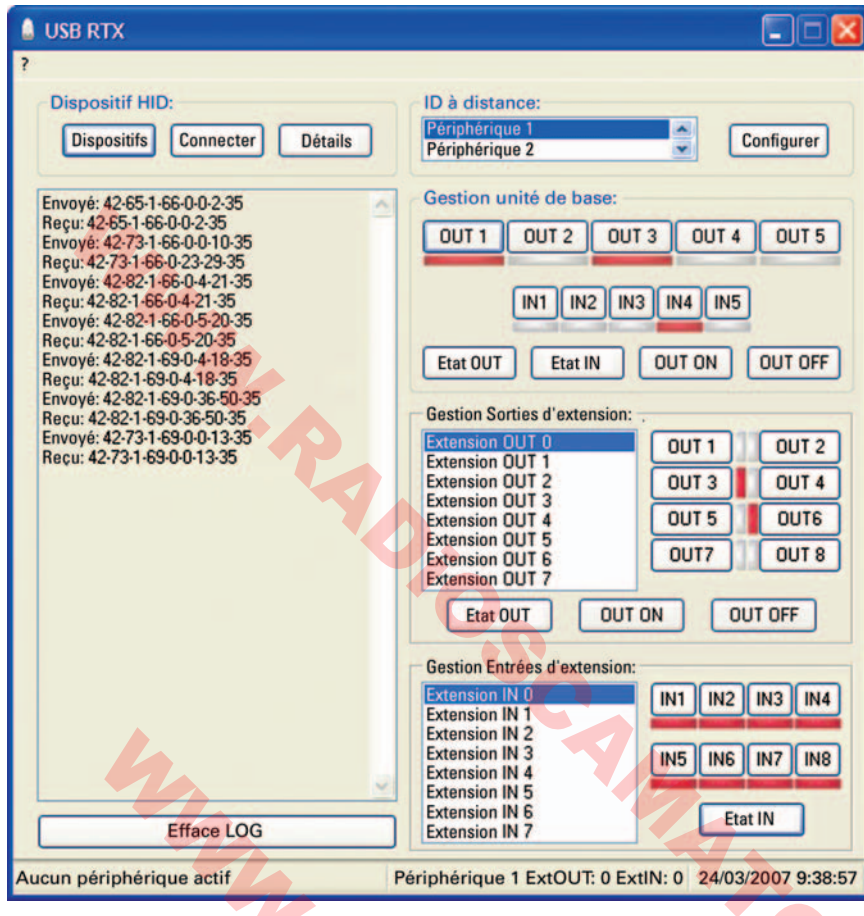 USB RTX
?
Dispositif HID:
Dispositifs Connecter Détails
ID à distance:
Périphérique 1
Périphérique 2
Configurer
Envoyé: 42-65-1-66-0-0-2-35
Reçu: 42-65-1-66-0-0-2-35
Envoyé: 42-73-1-66-0-0-10-35
Reçu: 42-73-1-66-0-23-29-35
Envoyé: 42-82-1-66-0-4-21-35
Reçu: 42-82-1-66-0-4-21-35
Envoyé: 42-82-1-66-0-5-20-35
Reçu: 42-82-1-66-0-5-20-35
Envoyé: 42-82-1-69-0-4-18-35
Reçu: 42-82-1-69-0-4-18-35
Envoyé: 42-82-1-69-0-36-50-35
Reçu: 42-82-1-69-0-36-50-35
Envoyé: 42-73-1-69-0-0-13-35
Reçu: 42-73-1-69-0-0-13-35
Efface LOG
Gestion unité de base:
OUT 1 OUT 2 OUT 3 OUT 4 OUT 5
IN1 IN2 IN3 IN4 IN5
Etat OUT Etat IN OUT ON OUT OFF
Gestion Sorties d'extension:
Extension OUT 0
Extension OUT 1
Extension OUT 2
Extension OUT 3
Extension OUT 4
Extension OUT 5
Extension OUT 6
Extension OUT 7
OUT 1 OUT 2
OUT 3 OUT 4
OUT 5 OUT6
OUT7 OUT 8
Etat OUT OUT ON OUT OFF
Gestion Entrées d'extension:
Extension IN 0
Extension IN 1
Extension IN 2
Extension IN 3
Extension IN 4
Extension IN 5
Extension IN 6
Extension IN 7
IN1 IN2 IN3 IN4
IN5 IN6 IN7 IN8
Etat IN
Aucun périphérique actif Périphérique 1 ExtOUT: 0 ExtIN: 0 24/03/2007 9:38:57
WWW.RADIOSCAMATO
WWW.